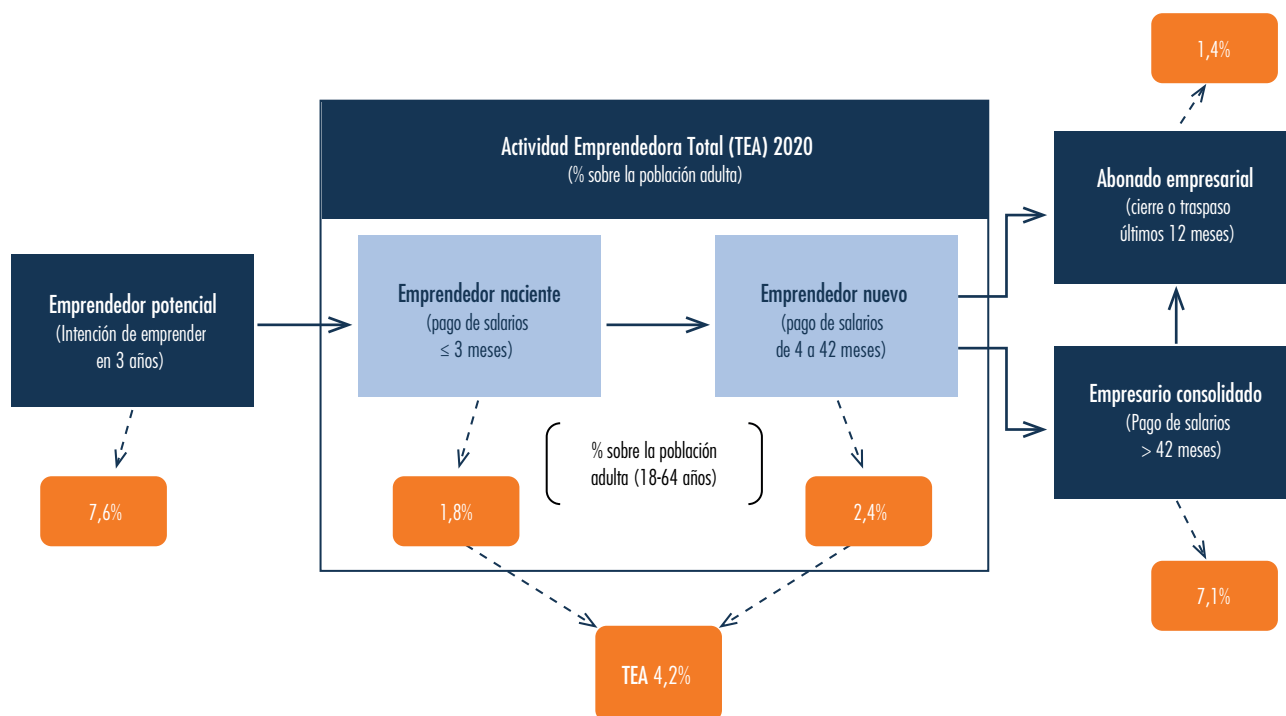 1,4%
Actividad Emprendedora Total (TEA) 2020
(% sobre la población adulta)
Abonado empresarial
(cierre o traspaso
últimos 12 meses)
Emprendedor potencial
(Intención de emprender
en 3 años)
Emprendedor naciente
(pago de salarios
≤ 3 meses)
Emprendedor nuevo
(pago de salarios
de 4 a 42 meses)
Empresario consolidado
(Pago de salarios
> 42 meses)
% sobre la población
adulta (18-64 años)
7,6%
1,8%
2,4%
7,1%
TEA 4,2%